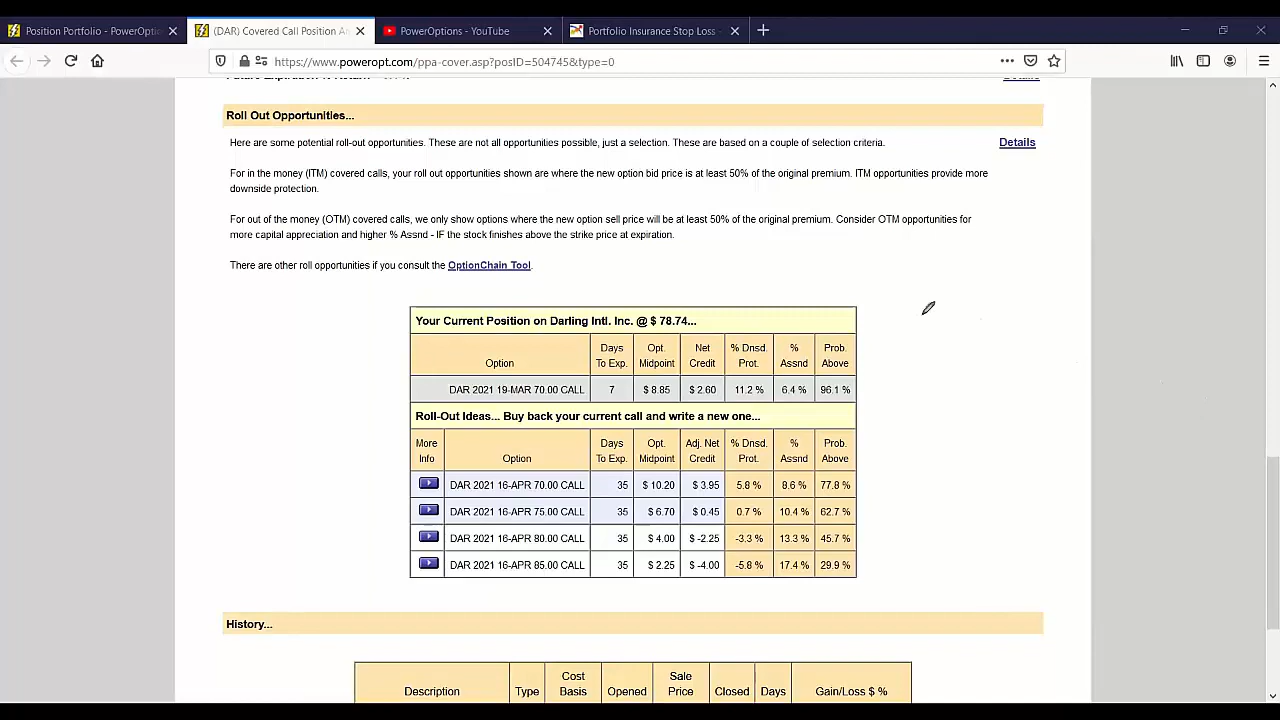 Position Portfolio - PowerOptio
(DAR) Covered Call Position An
PowerOptions - YouTube
Portfolio Insurance Stop Loss -
https://www.poweropt.com/ppa-cover.asp?posID=504745&type=0
Details
Roll Out Opportunities...
Here are some potential roll-out opportunities. These are not all opportunities possible, just a selection. These are based on a couple of selection criteria.
Details
For in the money (ITM) covered calls, your roll out opportunities shown are where the new option bid price is at least 50% of the original premium. ITM opportunities provide more
downside protection.
For out of the money (OTM) covered calls, we only show options where the new option sell price will be at least 50% of the original premium. Consider OTM opportunities for
more capital appreciation and higher % Assnd - IF the stock finishes above the strike price at expiration.
There are other roll opportunities if you consult the OptionChain Tool.
Your Current Position on Darling Intl. Inc. @ $ 78.74...
Option Days To Exp. Opt. Midpoint Net Credit % Dnsd. Prot. % Assnd Prob. Above
DAR 2021 19-MAR 70.00 CALL 7 $ 8.85 $ 2.60 11.2 % 6.4 % 96.1 %
Roll-Out Ideas... Buy back your current call and write a new one...
More Info Option Days To Exp. Opt. Midpoint Adj. Net Credit % Dnsd. Prot. % Assnd Prob. Above
DAR 2021 16-APR 70.00 CALL 35 $ 10.20 $ 3.95 5.8 % 8.6 % 77.8 %
DAR 2021 16-APR 75.00 CALL 35 $ 6.70 $ 0.45 0.7 % 10.4 % 62.7 %
DAR 2021 16-APR 80.00 CALL 35 $ 4.00 $ -2.25 -3.3 % 13.3 % 45.7 %
DAR 2021 16-APR 85.00 CALL 35 $ 2.25 $ -4.00 -5.8 % 17.4 % 29.9 %
History...
Description Type Cost Basis Opened Sale Price Closed Days Gain/Loss $ %